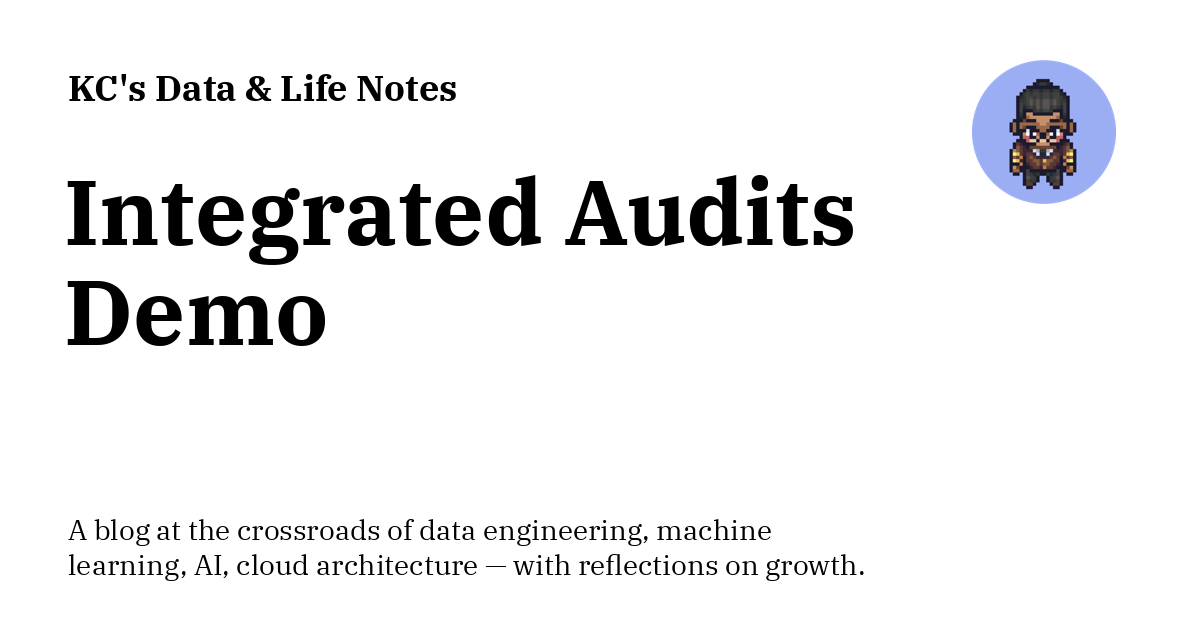 KC's Data & Life Notes
Integrated Audits
Demo
A blog at the crossroads of data engineering, machine
learning, AI, cloud architecture — with reflections on growth.